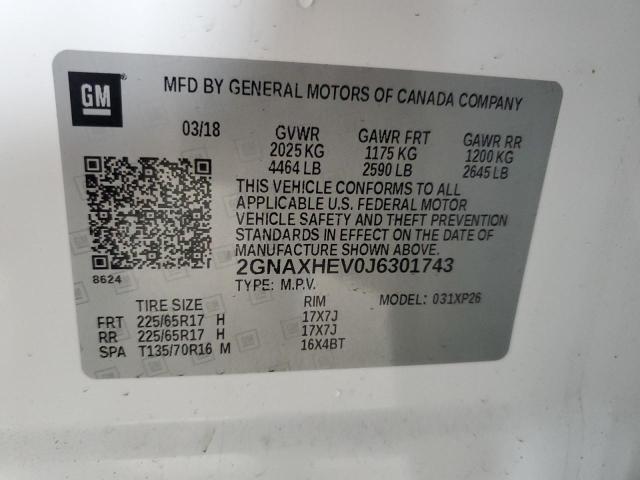 GM
MFD BY GENERAL MOTORS OF CANADA COMPANY
03/18 GVWR GAWR FRT GAWR RR
2025 KG 1175 KG 1200 KG
4464 LB 2590 LB 2645 LB
THIS VEHICLE CONFORMS TO ALL
APPLICABLE U.S. FEDERAL MOTOR
VEHICLE SAFETY AND THEFT PREVENTION
STANDARDS IN EFFECT ON THE DATE OF
MANUFACTURE SHOWN ABOVE.
8624 2GNAXHEV0J6301743
TYPE: M.P.V. MODEL: 031XP26
TIRE SIZE RIM
FRT 225/65R17 H 17X7J
RR 225/65R17 H 17X7J
SPA T135/70R16 M 16X4BT